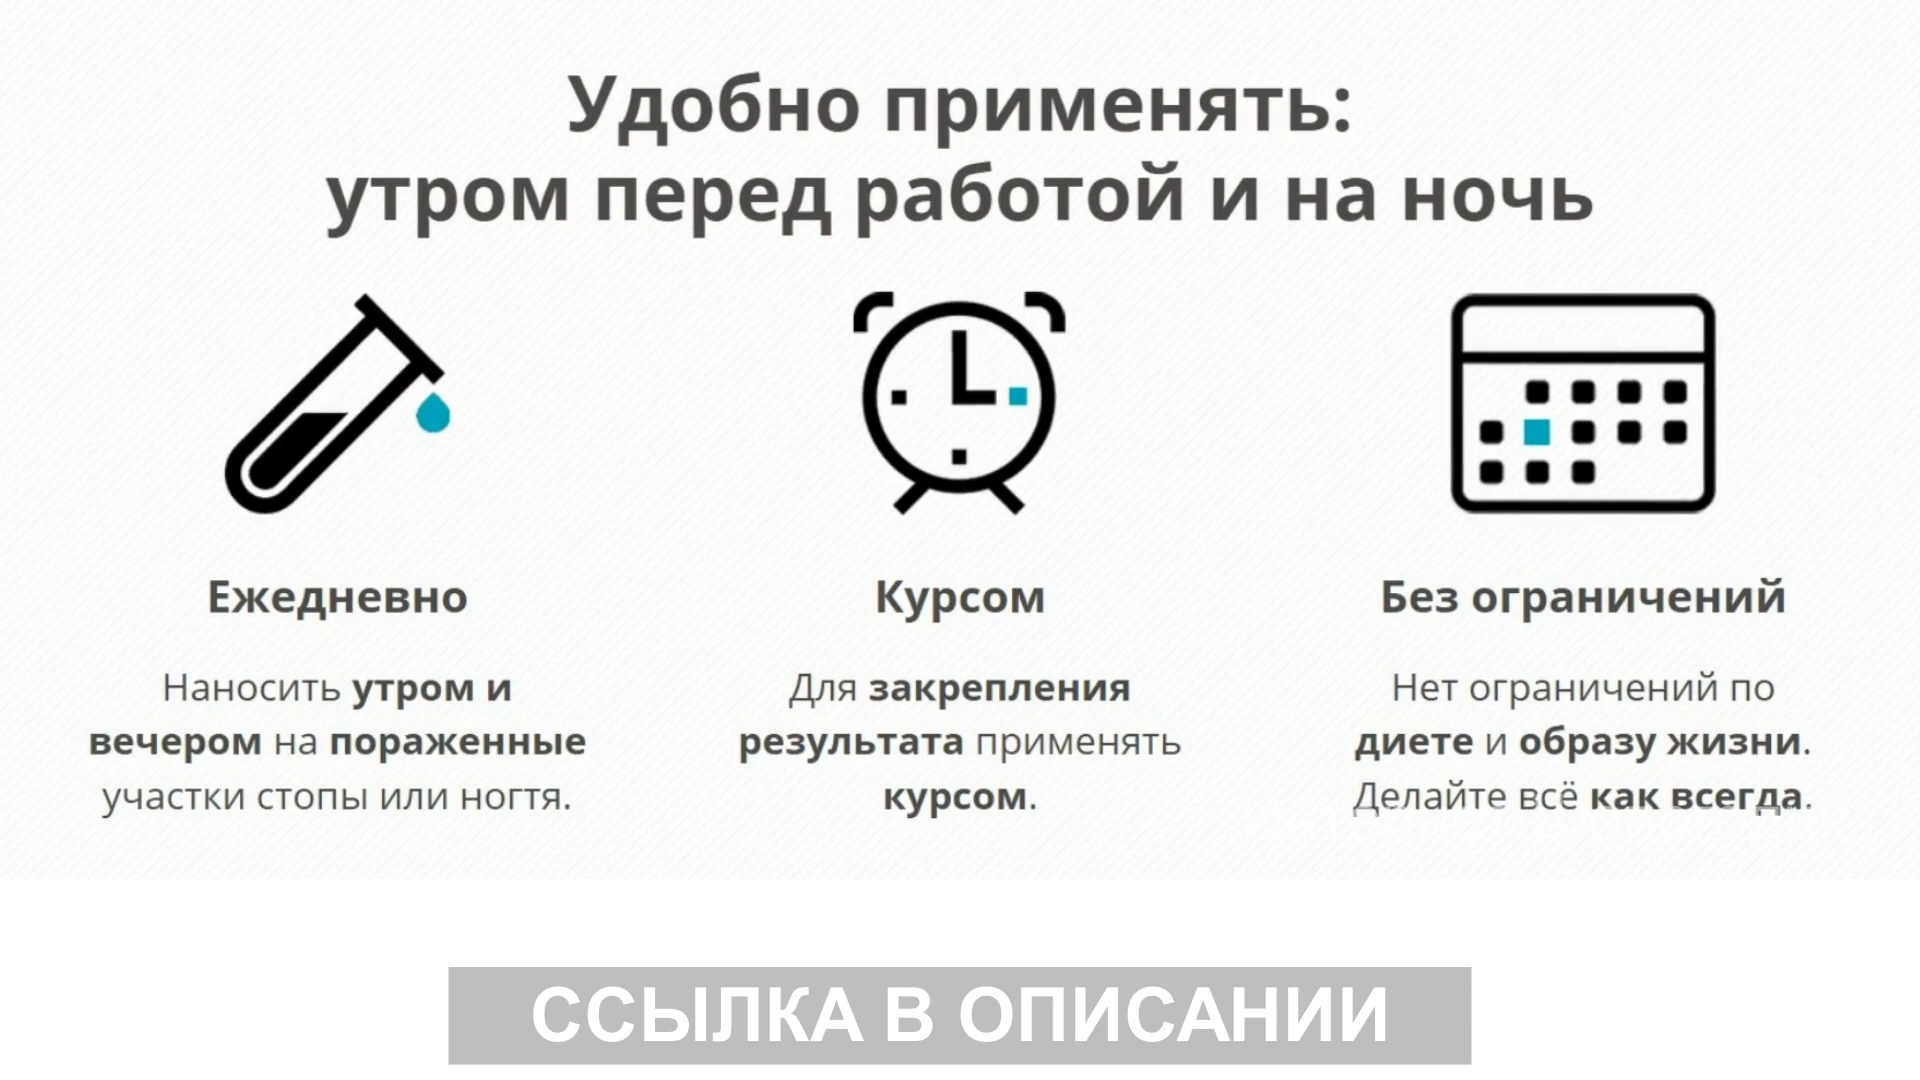 Удобно применять:
утром перед работой и на ночь
Ежедневно
Наносить утром и
вечером на пораженные
участки стопы или ногтя.
Курсом
Для закрепления
результата применять
курсом.
Без ограничений
Нет ограничений по
диете и образу жизни.
Делайте всё как всегда.
ССЫЛКА В ОПИСАНИИ